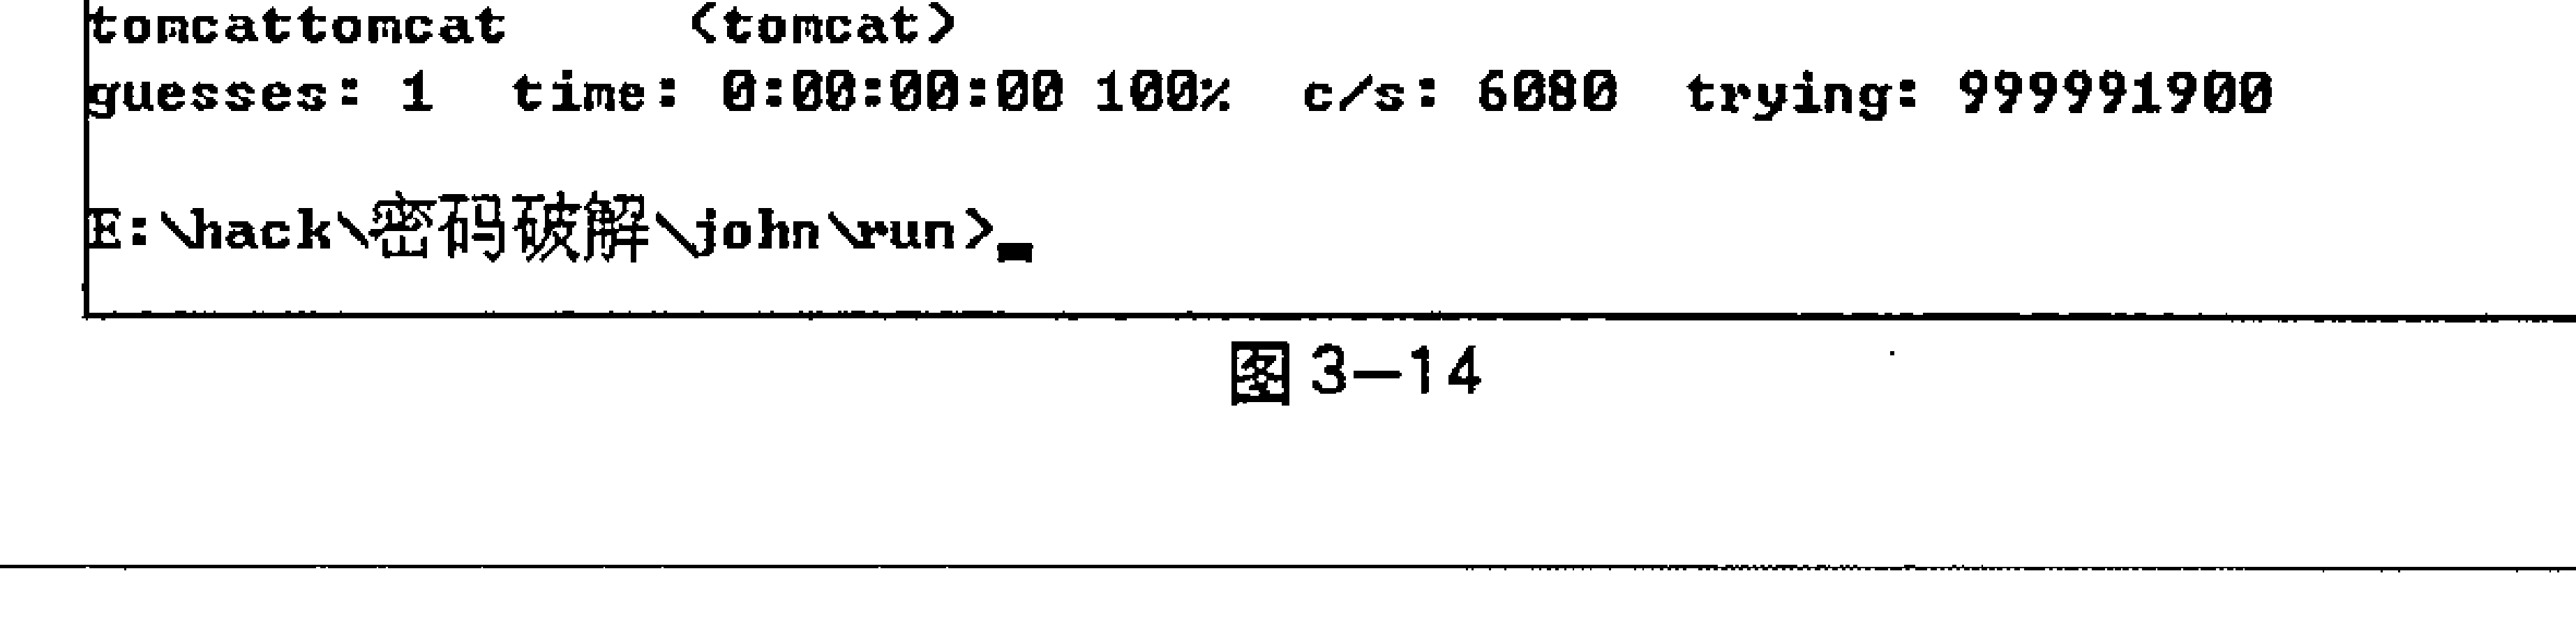 tomcattomcat     (tomcat)
guesses: 1  time: 0:00:00:00 100%  c/s: 6080  trying: 999991900
E:\hack\密码破解\john\run>
图 3-14